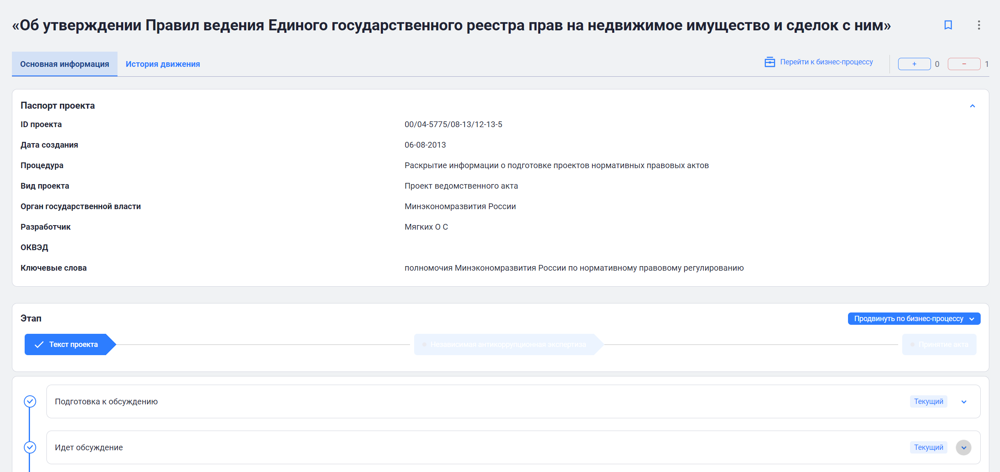 «Об утверждении Правил ведения Единого государственного реестра прав на недвижимое имущество и сделок с ним»
Основная информация
История движения
Перейти к бизнес-процессу
+ 0 − 1
Паспорт проекта
ID проекта 00/04-5775/08-13/12-13-5
Дата создания 06-08-2013
Процедура Раскрытие информации о подготовке проектов нормативных правовых актов
Вид проекта Проект ведомственного акта
Орган государственной власти Минэкономразвития России
Разработчик Мягких О С
ОКВЭД
Ключевые слова полномочия Минэкономразвития России по нормативному правовому регулированию
Этап
Продвинуть по бизнес-процессу
Текст проекта
Независимая антикоррупционная экспертиза
Принятие акта
Подготовка к обсуждению Текущий
Идет обсуждение Текущий